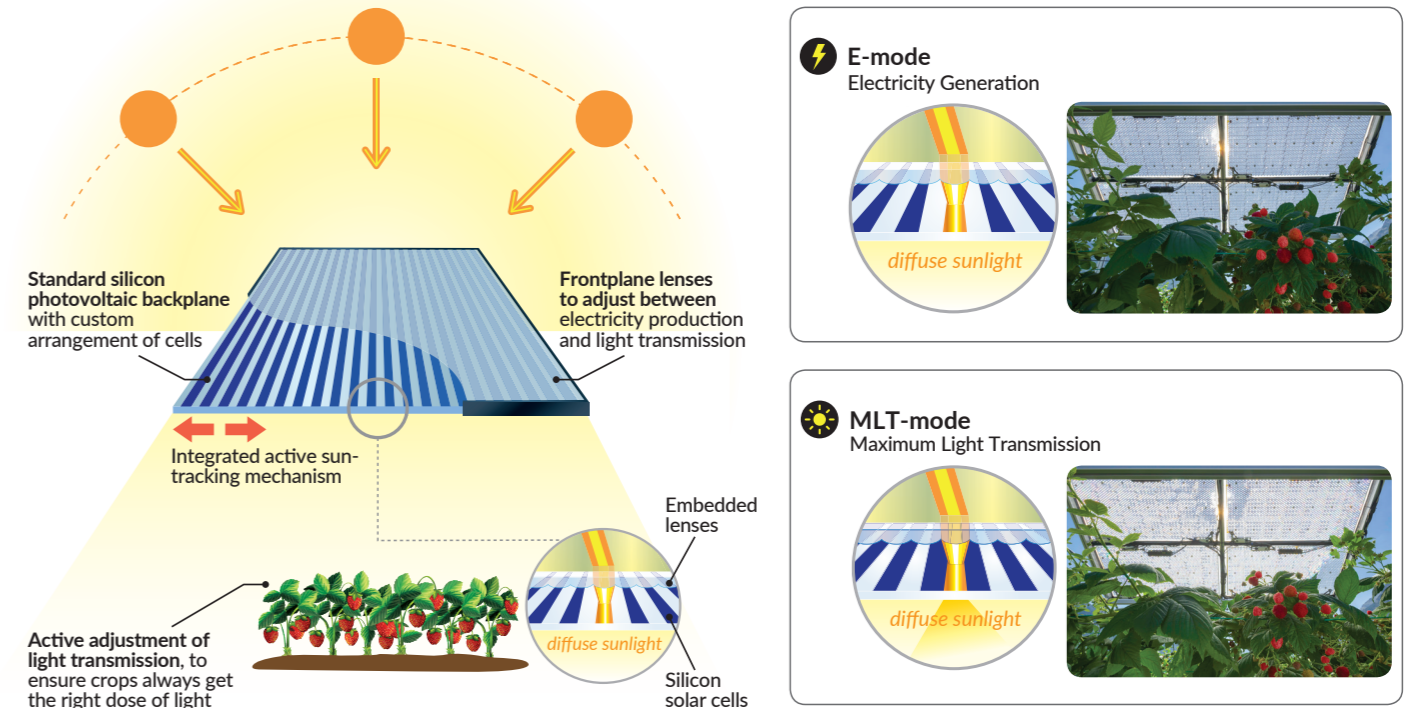 Standard silicon
photovoltaic backplane
with custom
arrangement of cells
Frontplane lenses
to adjust between
electricity production
and light transmission
Integrated active sun-
tracking mechanism
Embedded
lenses
diffuse sunlight
Silicon
solar cells
Active adjustment of
light transmission, to
ensure crops always get
the right dose of light
E-mode
Electricity Generation
diffuse sunlight
MLT-mode
Maximum Light Transmission
diffuse sunlight